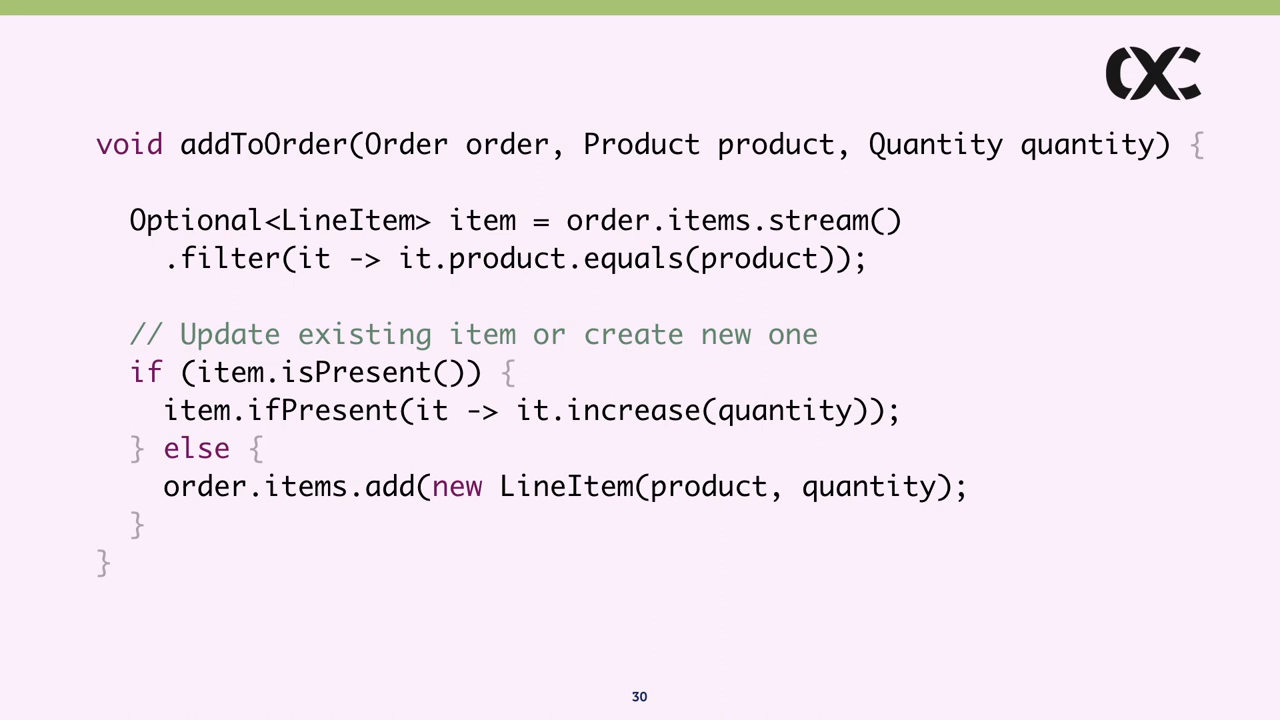 void addToOrder(Order order, Product product, Quantity quantity) {
Optional<LineItem> item = order.items.stream()
.filter(it -> it.product.equals(product));
// Update existing item or create new one
if (item.isPresent()) {
item.ifPresent(it -> it.increase(quantity));
} else {
order.items.add(new LineItem(product, quantity);
}
}
30